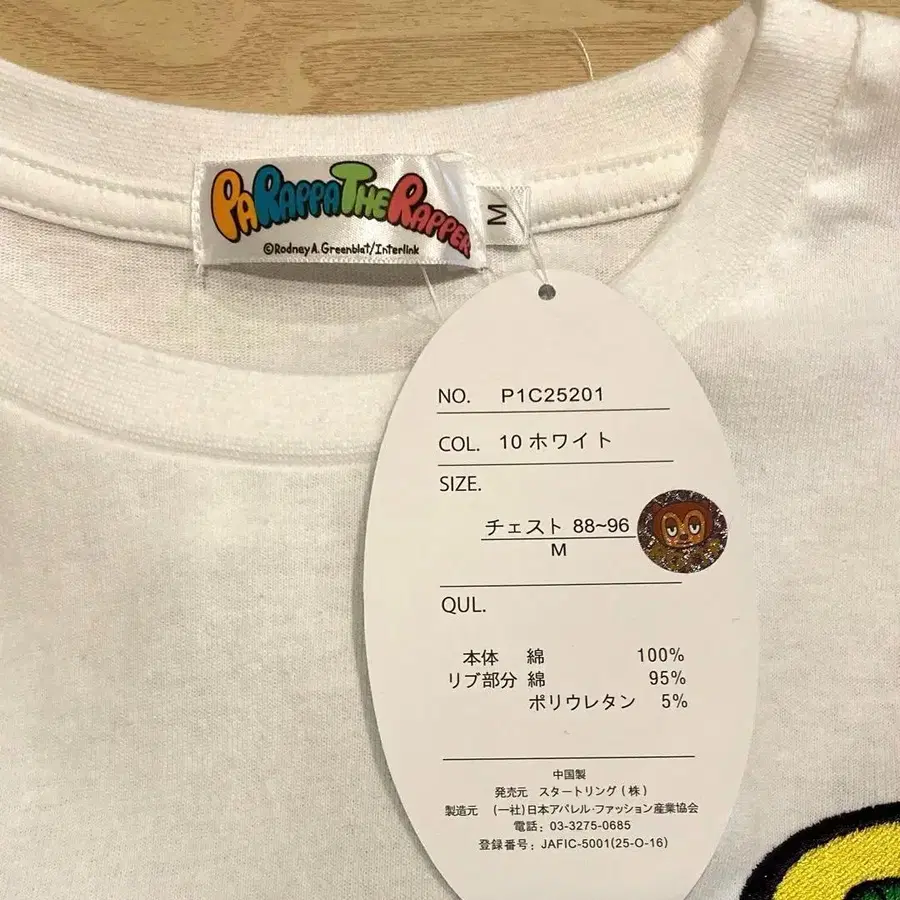 PARAPPA THE RAPPER
©Rodney A. Greenblat/Interlink
M
NO. P1C25201
COL. 10 ホワイト
SIZE.
チェスト 88~96
M
QUL.
本体 綿 100%
リブ部分 綿 95%
ポリウレタン 5%
中国製
発売元 スタートリング(株)
製造元 (一社)日本アパレル・ファッション産業協会
電話: 03-3275-0685
登録番号: JAFIC-5001(25-O-16)